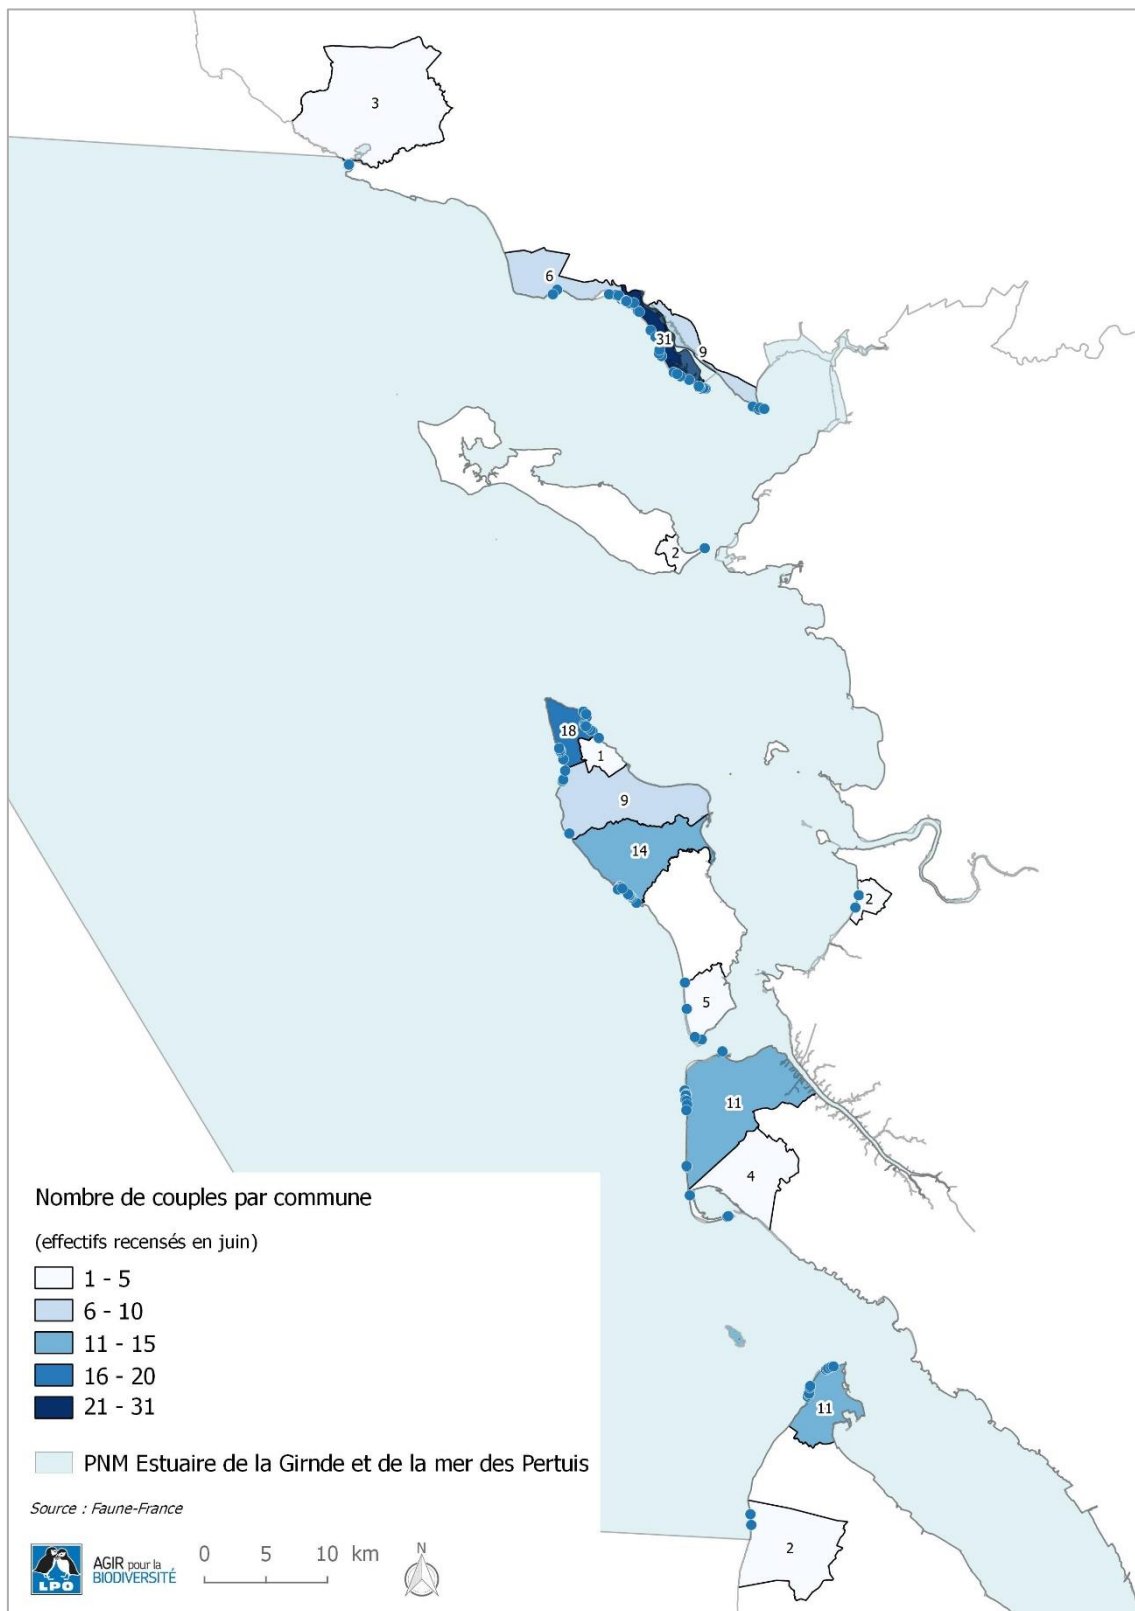 3
6
31
9
2
18
1
9
14
2
5
11
4
11
2
Nombre de couples par commune
(effectifs recensés en juin)
1 - 5
6 - 10
11 - 15
16 - 20
21 - 31
PNM Estuaire de la Girnde et de la mer des Pertuis
Source : Faune-France
LPO
AGIR pour la
BIODIVERSITÉ
0 5 10 km
N